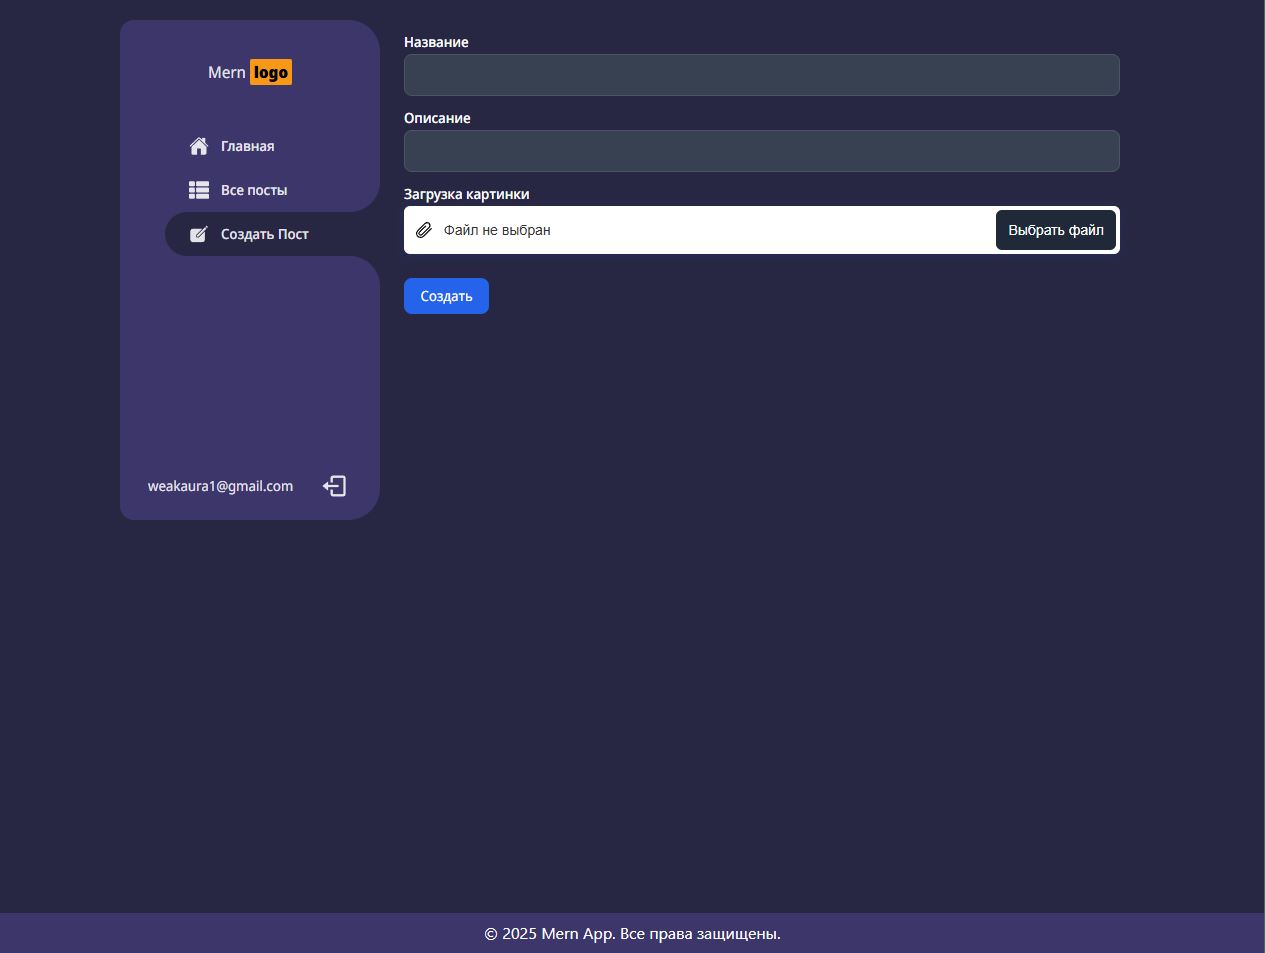 Mern logo
Главная
Все посты
Создать Пост
weakaura1@gmail.com
Название
Описание
Загрузка картинки
Файл не выбран
Выбрать файл
Создать
© 2025 Mern App. Все права защищены.